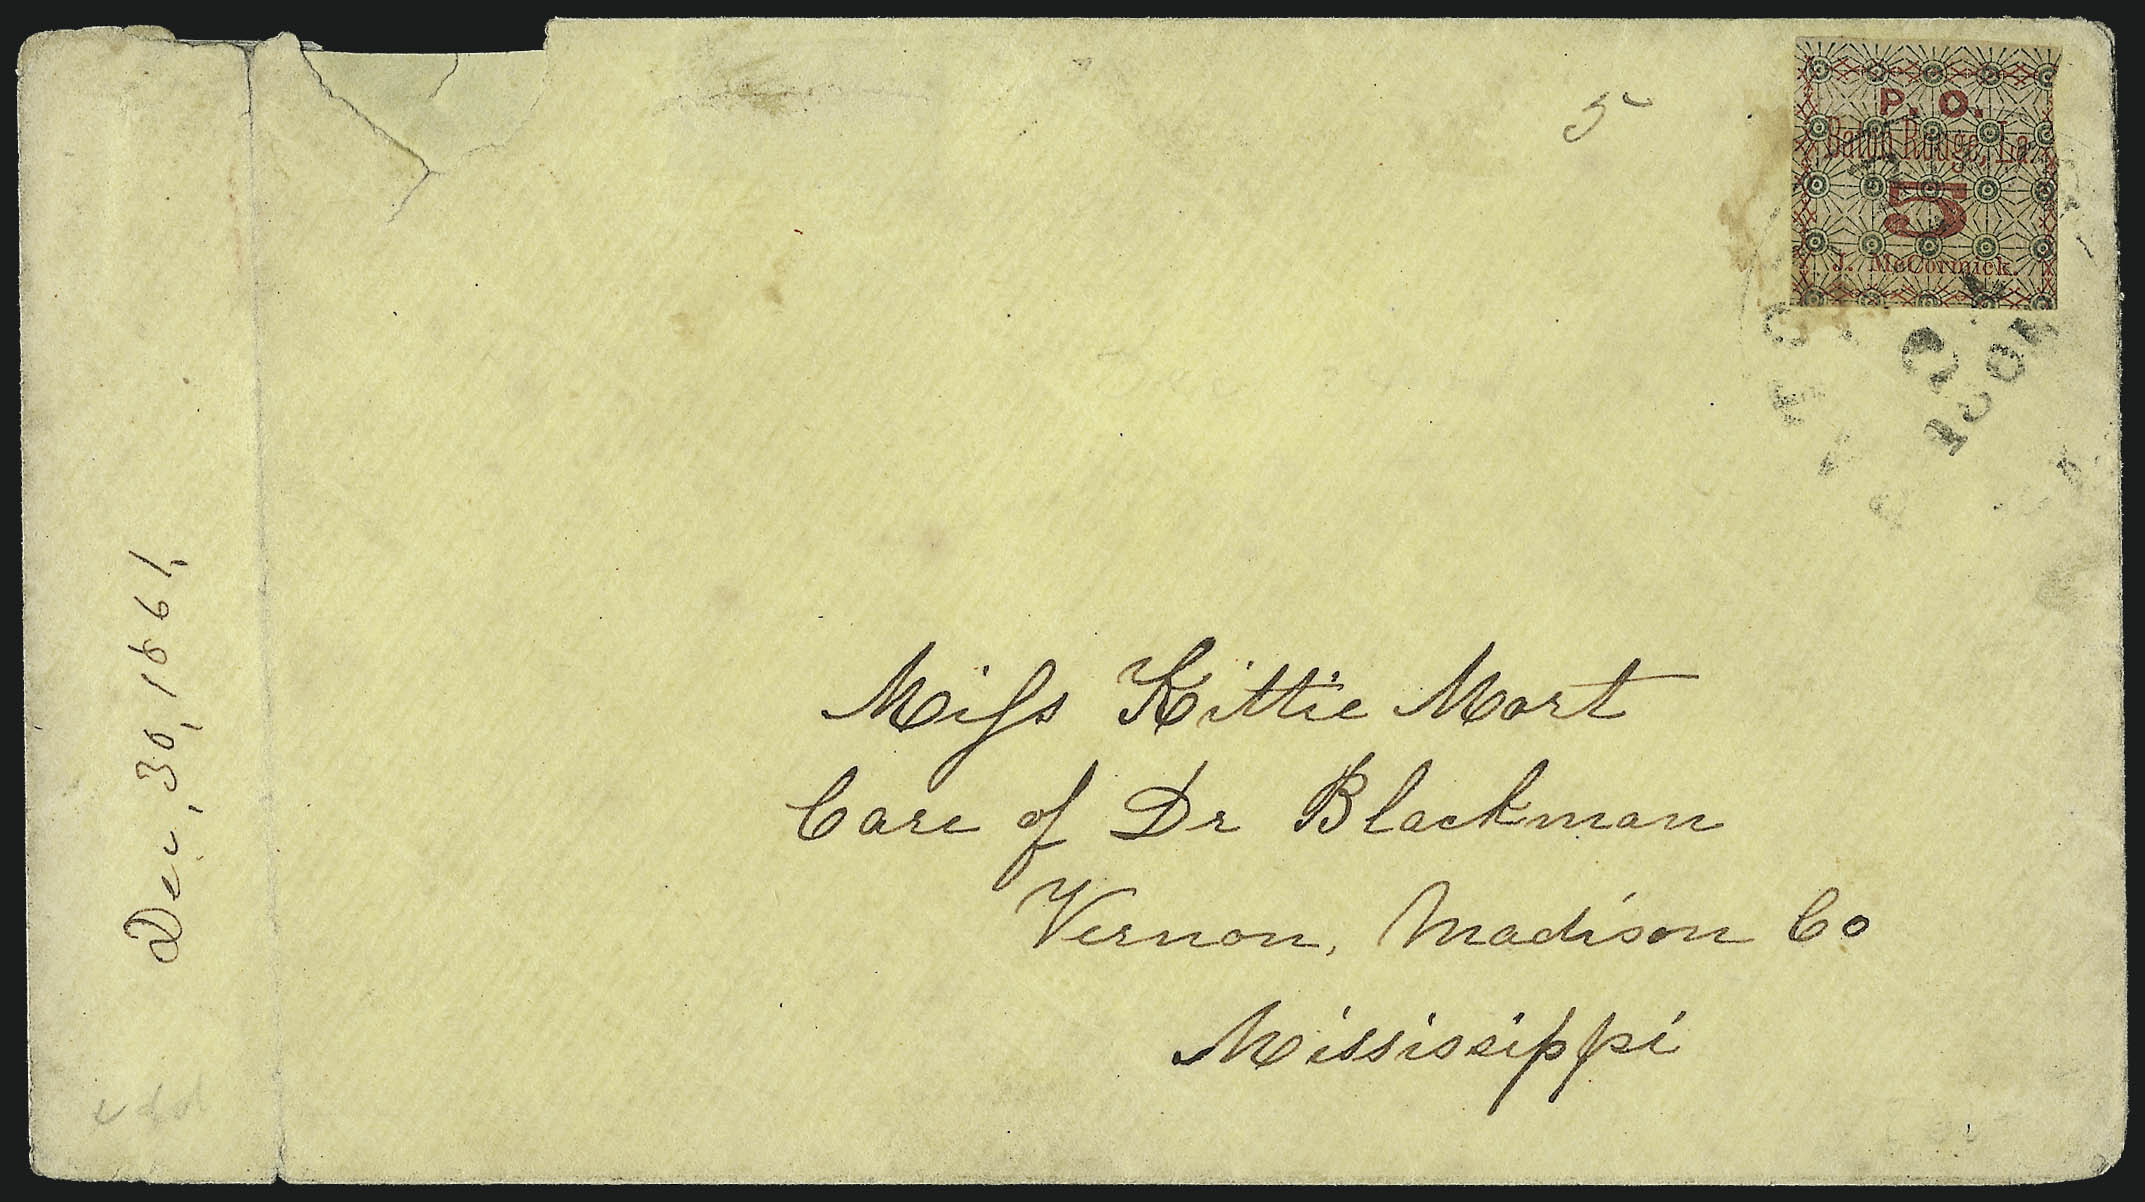 5
P. O.
Baton Rouge, La.
5
J. McCormick.
Miſs Kittie Mort
Care of Dr Blackman
Vernon, Madison Co
Mississippi
Dec, 30, 1861,